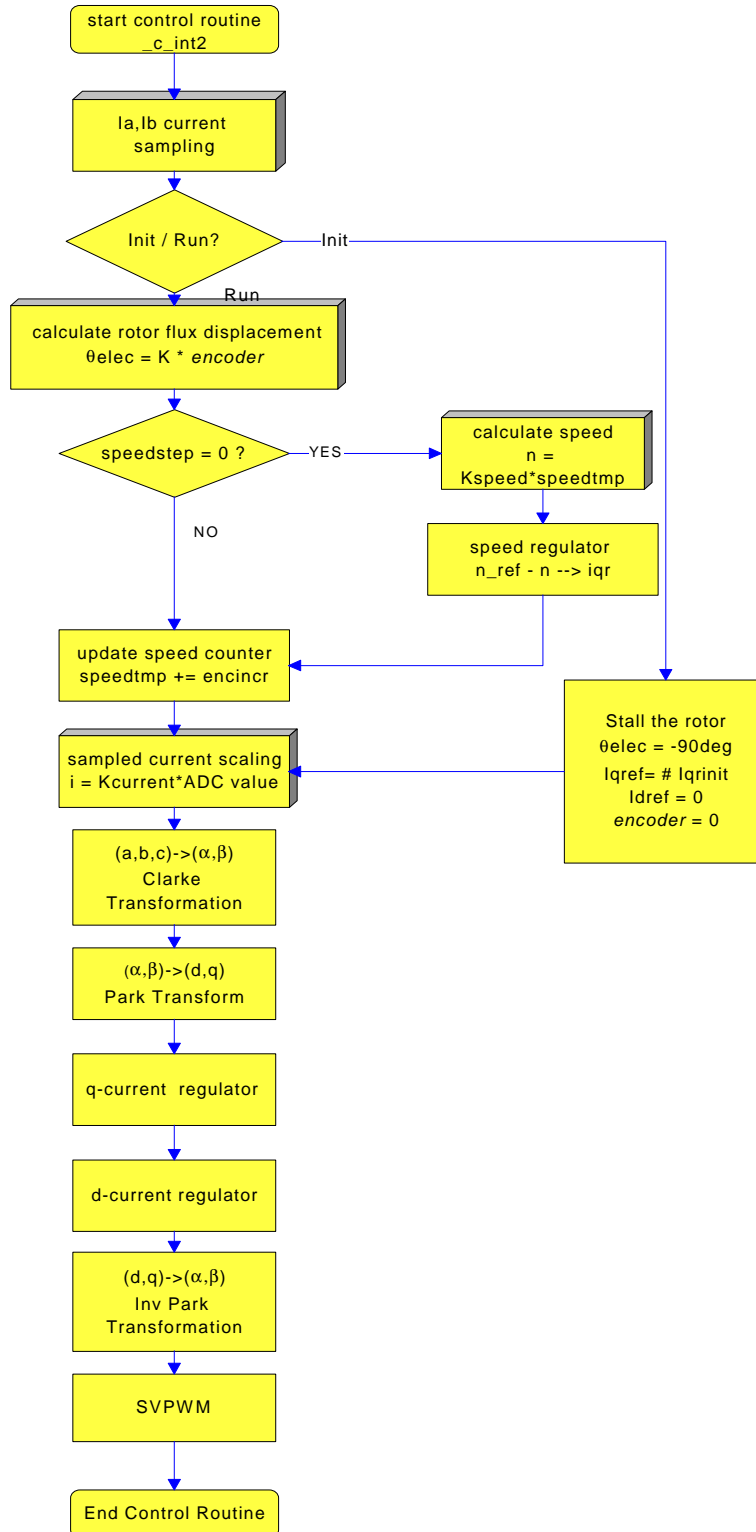 start control routine
_c_int2
Ia,Ib current
sampling
Init / Run?
Init
Run
calculate rotor flux displacement
θelec = K * encoder
speedstep = 0 ?
YES
calculate speed
n =
Kspeed*speedtmp
NO
speed regulator
n_ref - n --> iqr
update speed counter
speedtmp += encincr
Stall the rotor
θelec = -90deg
Iqref= # Iqrinit
Idref = 0
encoder = 0
sampled current scaling
i = Kcurrent*ADC value
(a,b,c)->(α,β)
Clarke
Transformation
(α,β)->(d,q)
Park Transform
q-current regulator
d-current regulator
(d,q)->(α,β)
Inv Park
Transformation
SVPWM
End Control Routine